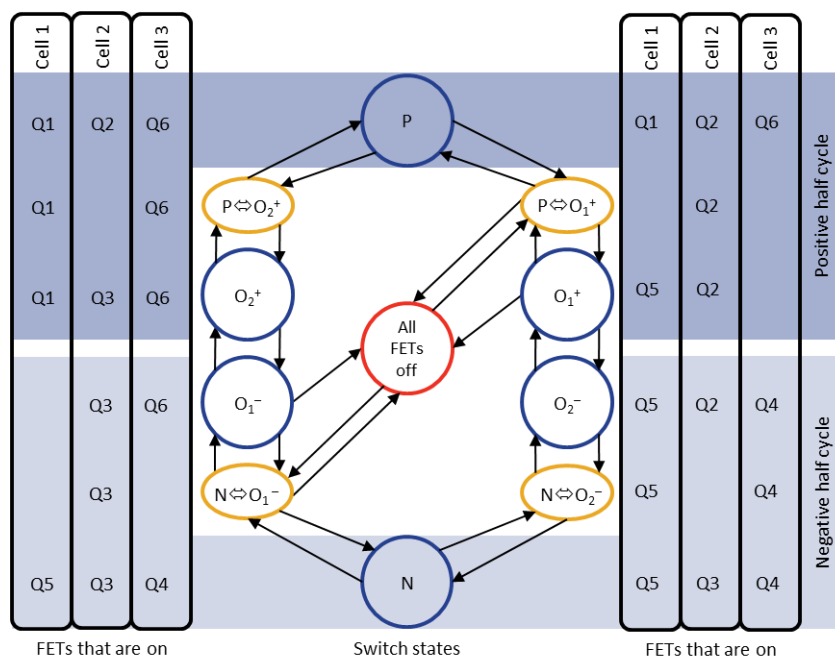 Cell 1 Cell 2 Cell 3 Cell 1 Cell 2 Cell 3
Q1 Q2 Q6 P Q1 Q2 Q6
Q1 Q6 P⇔O₂⁺ P⇔O₁⁺ Q2
Q1 Q3 Q6 O₂⁺ O₁⁺ Q5 Q2
All
FETs
off
Q3 Q6 O₁⁻ O₂⁻ Q5 Q2 Q4
Q3 N⇔O₁⁻ N⇔O₂⁻ Q5 Q4
Q5 Q3 Q4 N Q5 Q3 Q4
Positive half cycle
Negative half cycle
FETs that are on Switch states FETs that are on